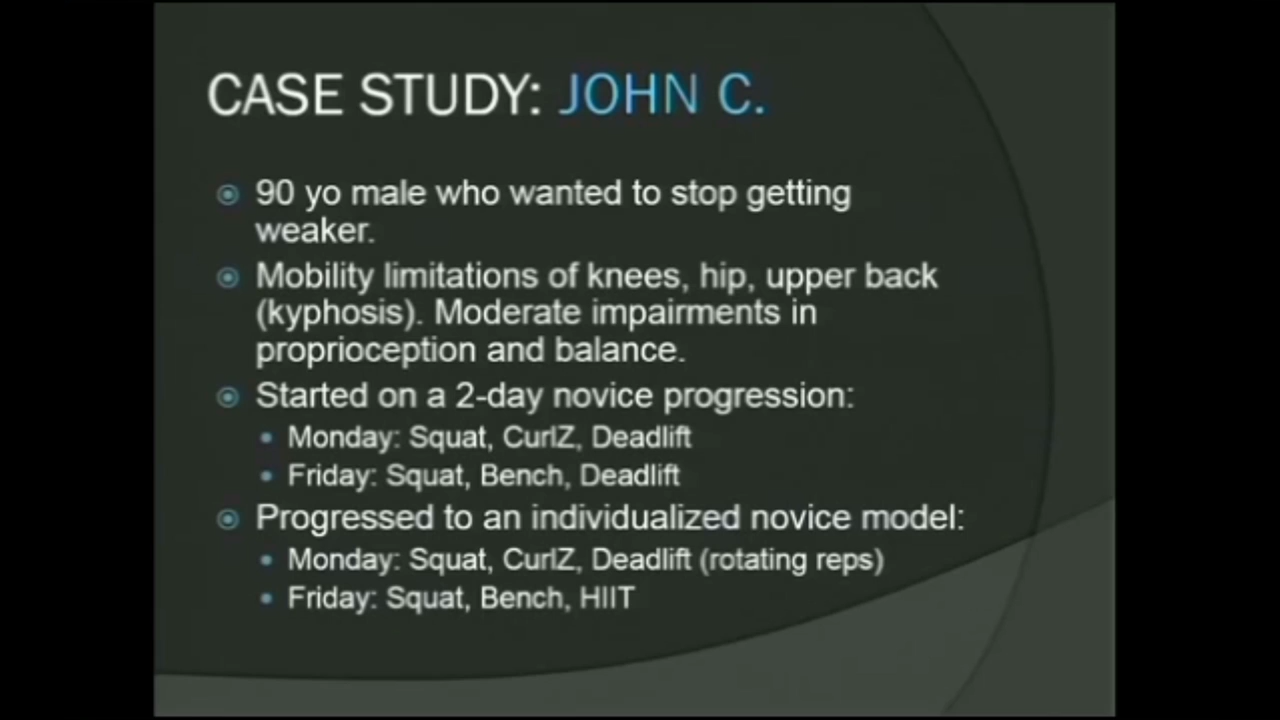 CASE STUDY: JOHN C.
90 yo male who wanted to stop getting
weaker.
Mobility limitations of knees, hip, upper back
(kyphosis). Moderate impairments in
proprioception and balance.
Started on a 2-day novice progression:
Monday: Squat, CurlZ, Deadlift
Friday: Squat, Bench, Deadlift
Progressed to an individualized novice model:
Monday: Squat, CurlZ, Deadlift (rotating reps)
Friday: Squat, Bench, HIIT